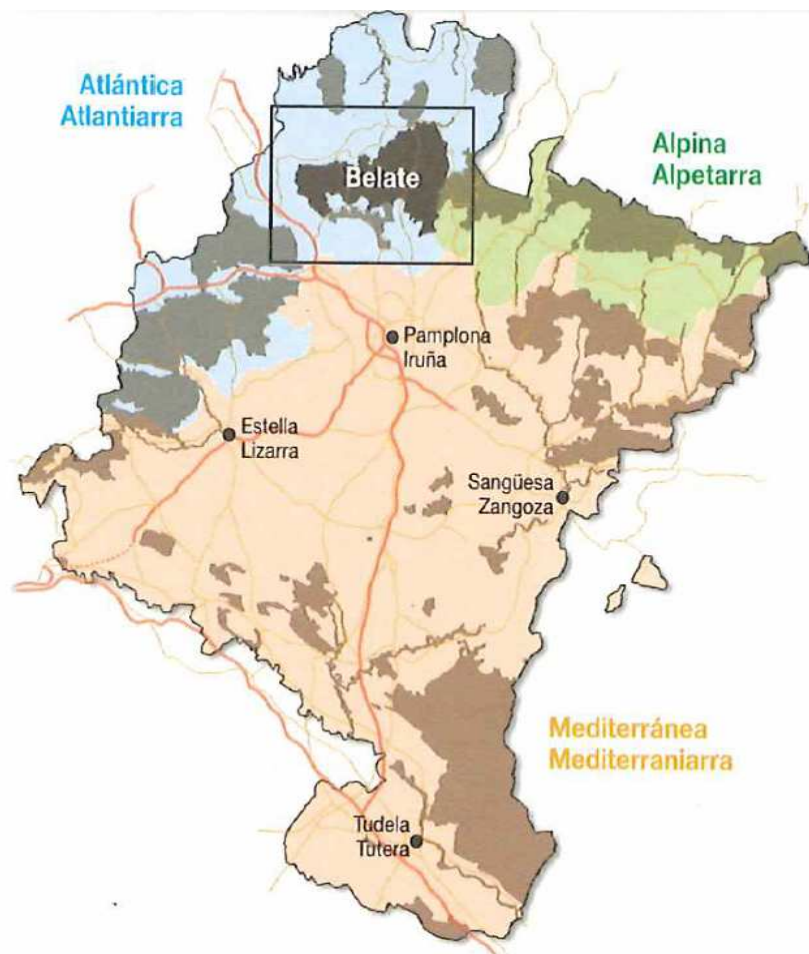 Atlántica
Atlantiarra
Alpina
Alpetarra
Belate
Pamplona
Iruña
Estella
Lizarra
Sangüesa
Zangoza
Mediterránea
Mediterraniarra
Tudela
Tutera